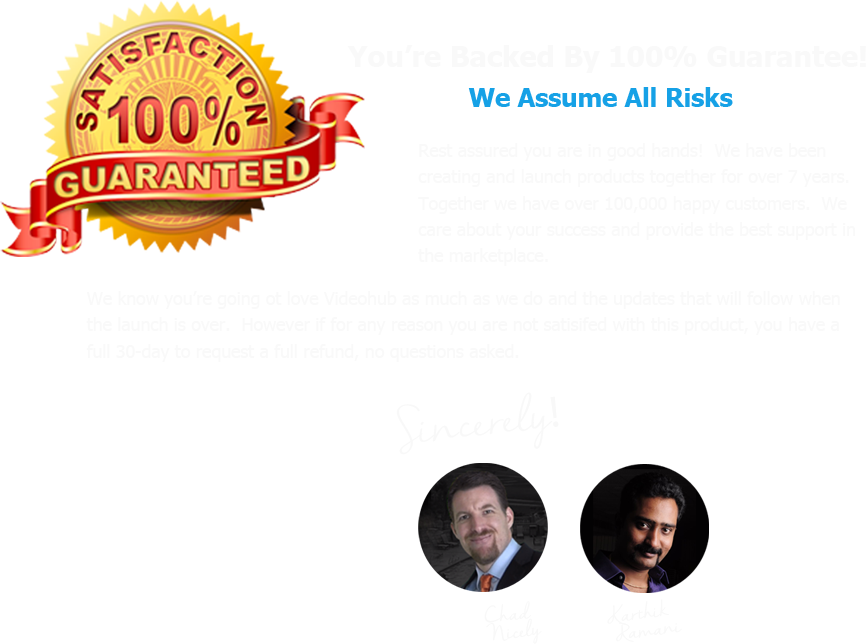 SATISFACTION
100%
GUARANTEED
You're Backed By 100% Guarantee!
We Assume All Risks
Rest assured you are in good hands! We have been
creating and launch products together for over 7 years.
Together we have over 100,000 happy customers. We
care about your success and provide the best support in
the marketplace.
We know you're going ot love Videohub as much as we do and the updates that will follow when
the launch is over. However if for any reason you are not satisifed with this product, you have a
full 30-day to request a full refund, no questions asked.
Sincerely!
Chad
Nicely
Karthik
Ramani